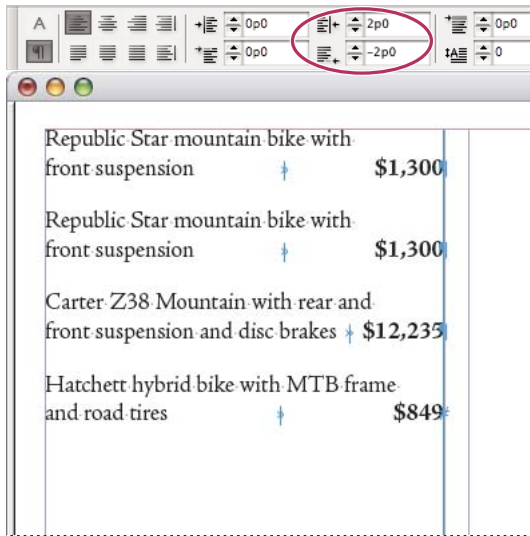 A 0p0 2p0 0p0
¶ 0p0 -2p0 0
Republic Star mountain bike with
front suspension $1,300
Republic Star mountain bike with
front suspension $1,300
Carter Z38 Mountain with rear and
front suspension and disc brakes $12,235
Hatchett hybrid bike with MTB frame
and road tires $849